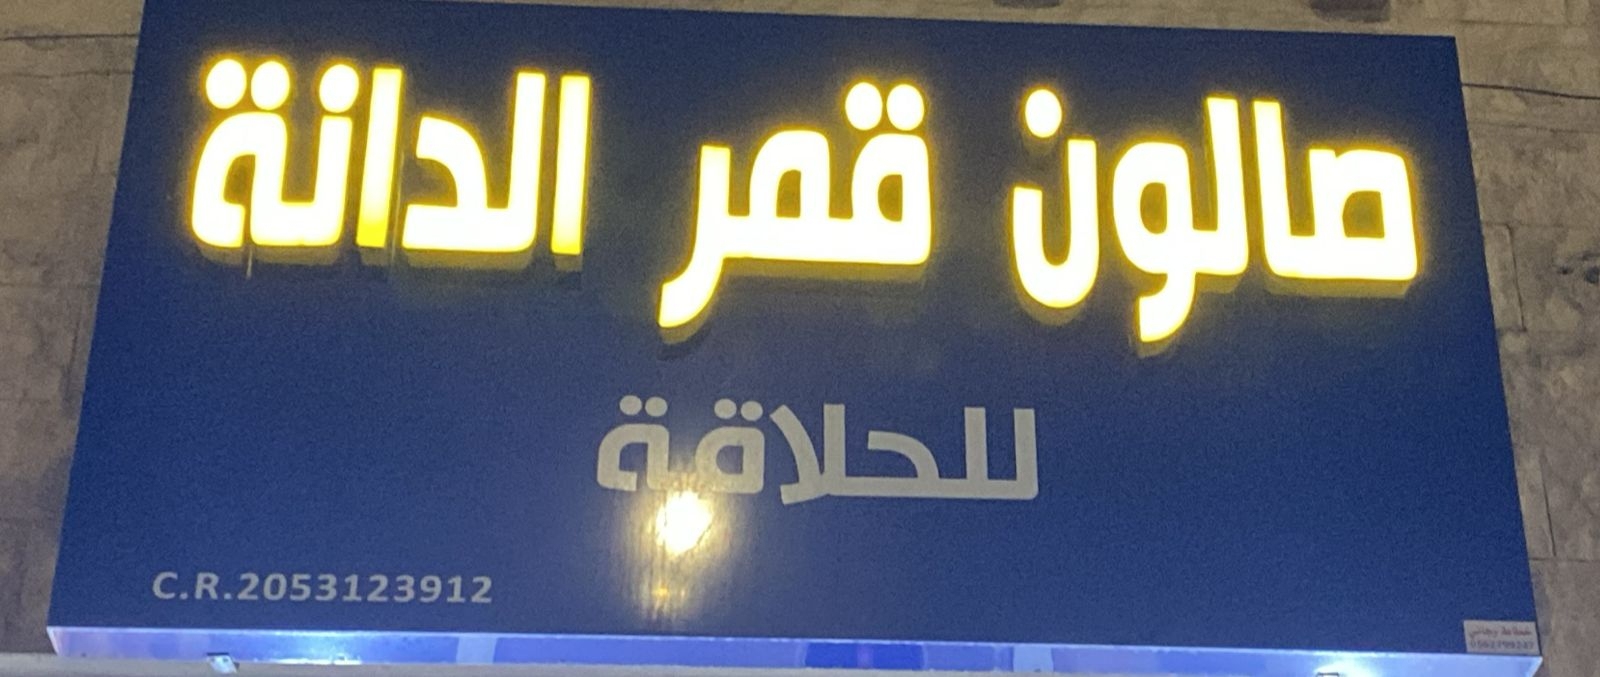 صالون قمر الدانة
للحلاقة
C.R.2053123912